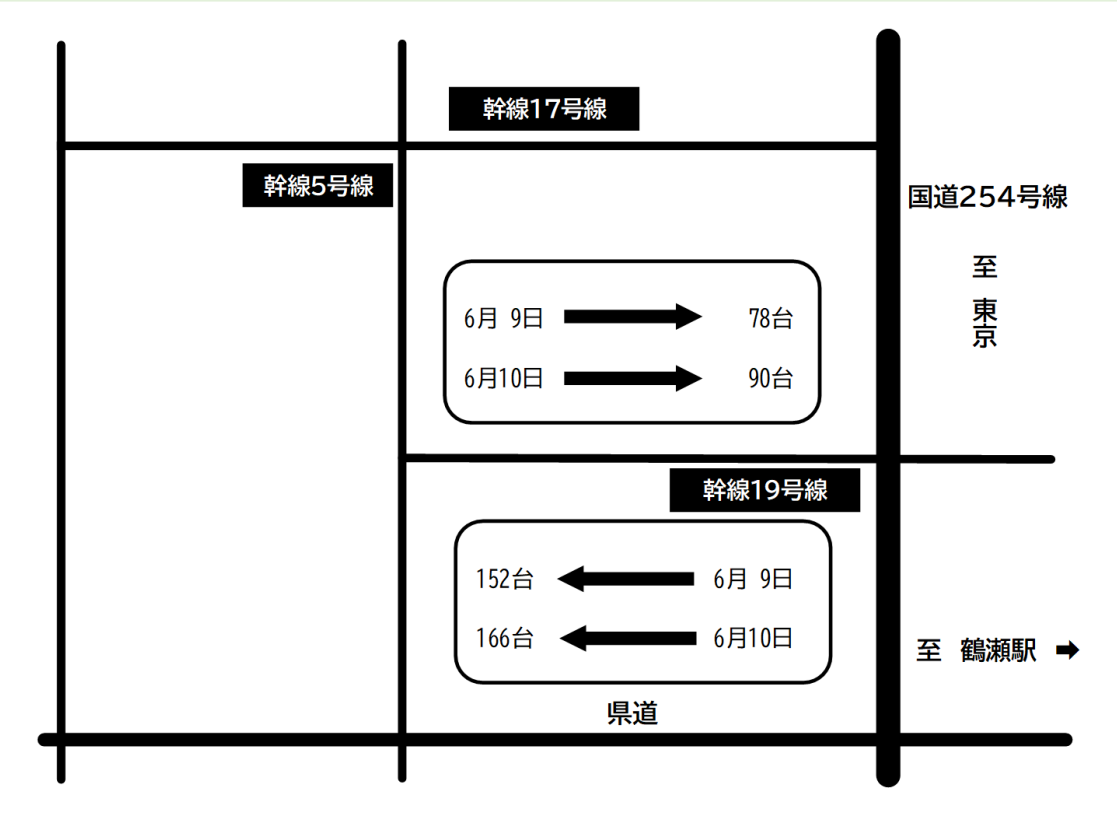 幹線17号線
幹線5号線
国道254号線
至 東京
6月 9日 78台
6月10日 90台
幹線19号線
152台 6月 9日
166台 6月10日
至 鶴瀬駅 ➡
県道